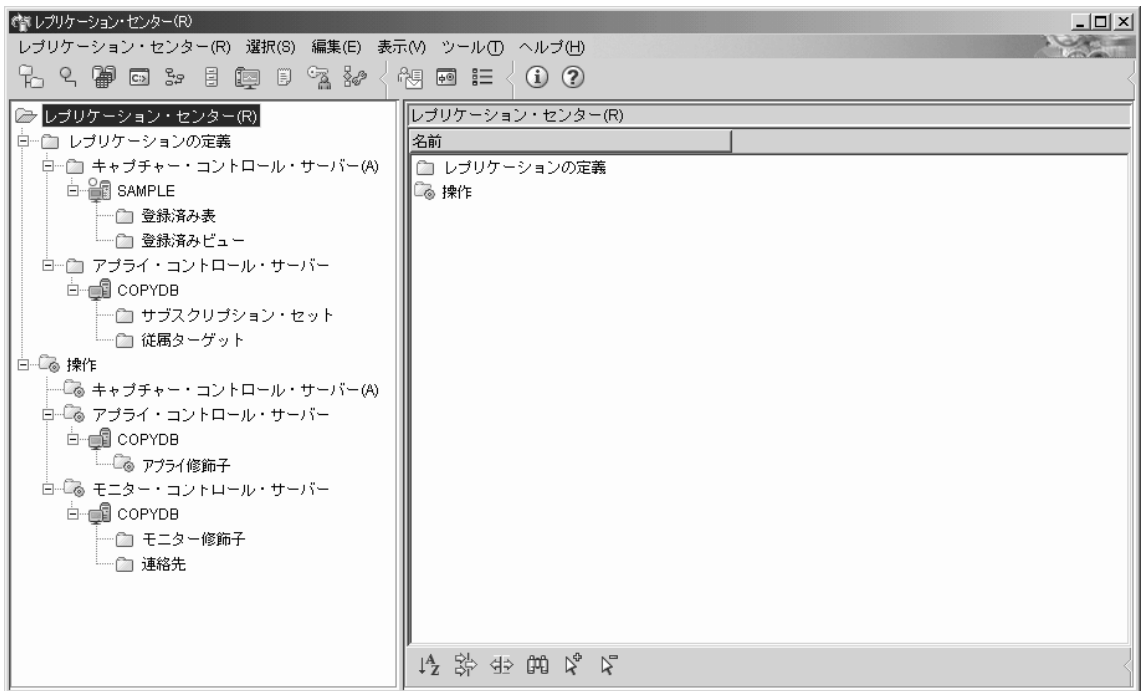 レプリケーション・センター(R)
レプリケーション・センター(R) 選択(S) 編集(E) 表示(V) ツール(T) ヘルプ(H)
レプリケーション・センター(R)
レプリケーションの定義
キャプチャー・コントロール・サーバー(A)
SAMPLE
登録済み表
登録済みビュー
アプライ・コントロール・サーバー
COPYDB
サブスクリプション・セット
従属ターゲット
操作
キャプチャー・コントロール・サーバー(A)
アプライ・コントロール・サーバー
COPYDB
アプライ修飾子
モニター・コントロール・サーバー
COPYDB
モニター修飾子
連絡先
レプリケーション・センター(R)
名前
レプリケーションの定義
操作